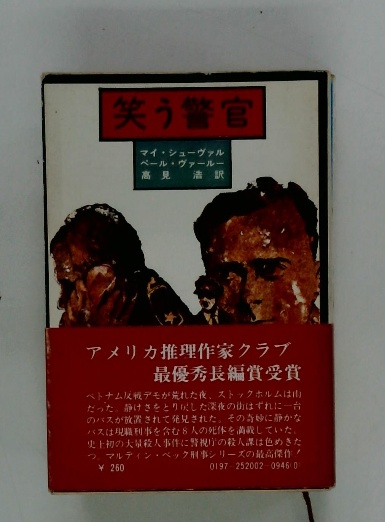 笑う警官
マイ・シューヴァル
ペール・ヴァールー
高見 浩 訳
アメリカ推理作家クラブ
最優秀長編賞受賞
ベトナム反戦デモが荒れた夜、ストックホルムは雨
だった。静けさをとり戻した深夜の街はずれに一台
のバスが放置されて発見された。その奇妙に静かな
バスは現職刑事を含む8人の死体を満載していた。
史上初の大量殺人事件に警視庁の殺人課は色めきた
つ。マルティン・ベック刑事シリーズの最高傑作!
¥ 260
0197-252002-0946(0)